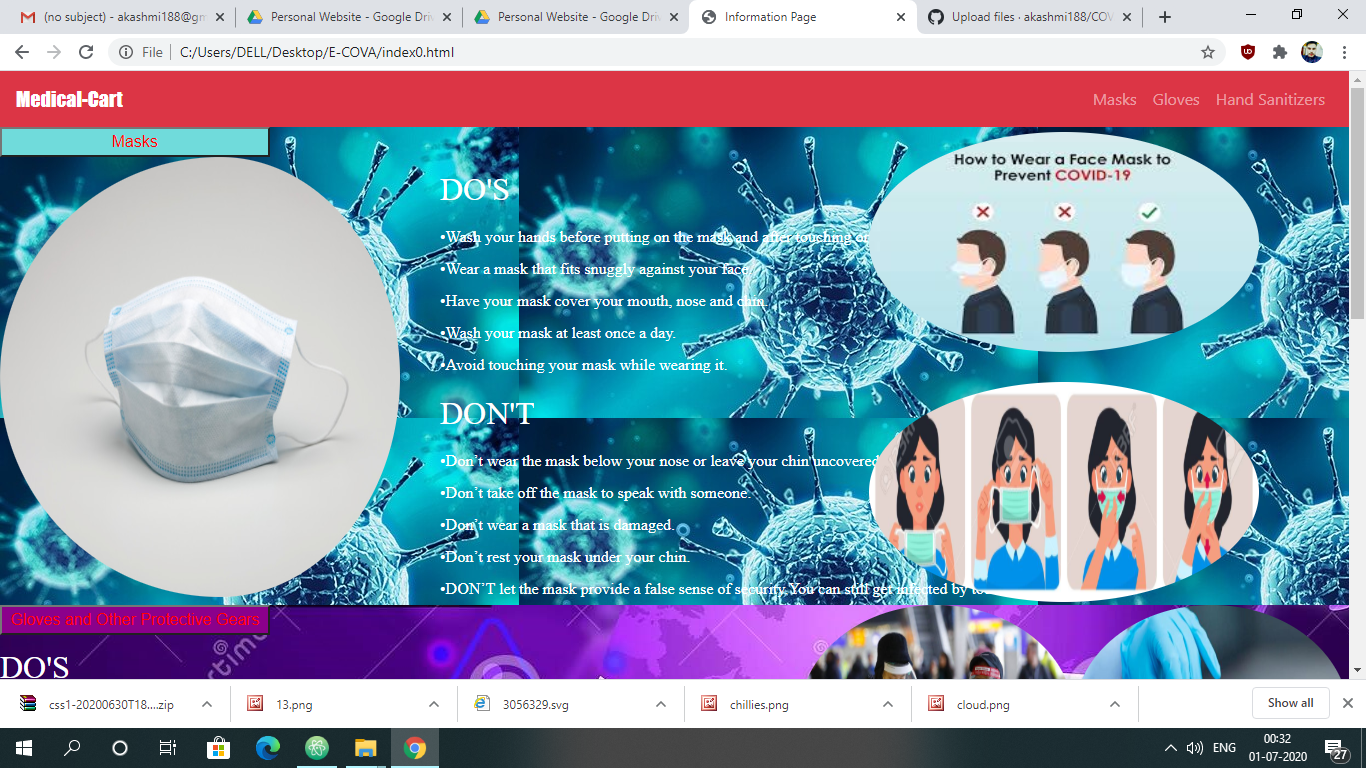 (no subject) - akashmi188@gm
Personal Website - Google Driv
Personal Website - Google Driv
Information Page
Upload files · akashmi188/COV
File
C:/Users/DELL/Desktop/E-COVA/index0.html
Medical-Cart
Masks Gloves Hand Sanitizers
Masks
How to Wear a Face Mask to
Prevent COVID-19
DO'S
•Wash your hands before putting on the mask and after touching or
•Wear a mask that fits snuggly against your face.
•Have your mask cover your mouth, nose and chin.
•Wash your mask at least once a day.
•Avoid touching your mask while wearing it.
DON'T
•Don’t wear the mask below your nose or leave your chin uncovered
•Don’t take off the mask to speak with someone.
•Don’t wear a mask that is damaged.
•Don’t rest your mask under your chin.
•DON’T let the mask provide a false sense of security. You can still get infected by
Gloves and Other Protective Gears
DO'S
css1-20200630T18....zip
13.png
3056329.svg
chillies.png
cloud.png
Show all
ENG
00:32
01-07-2020
27